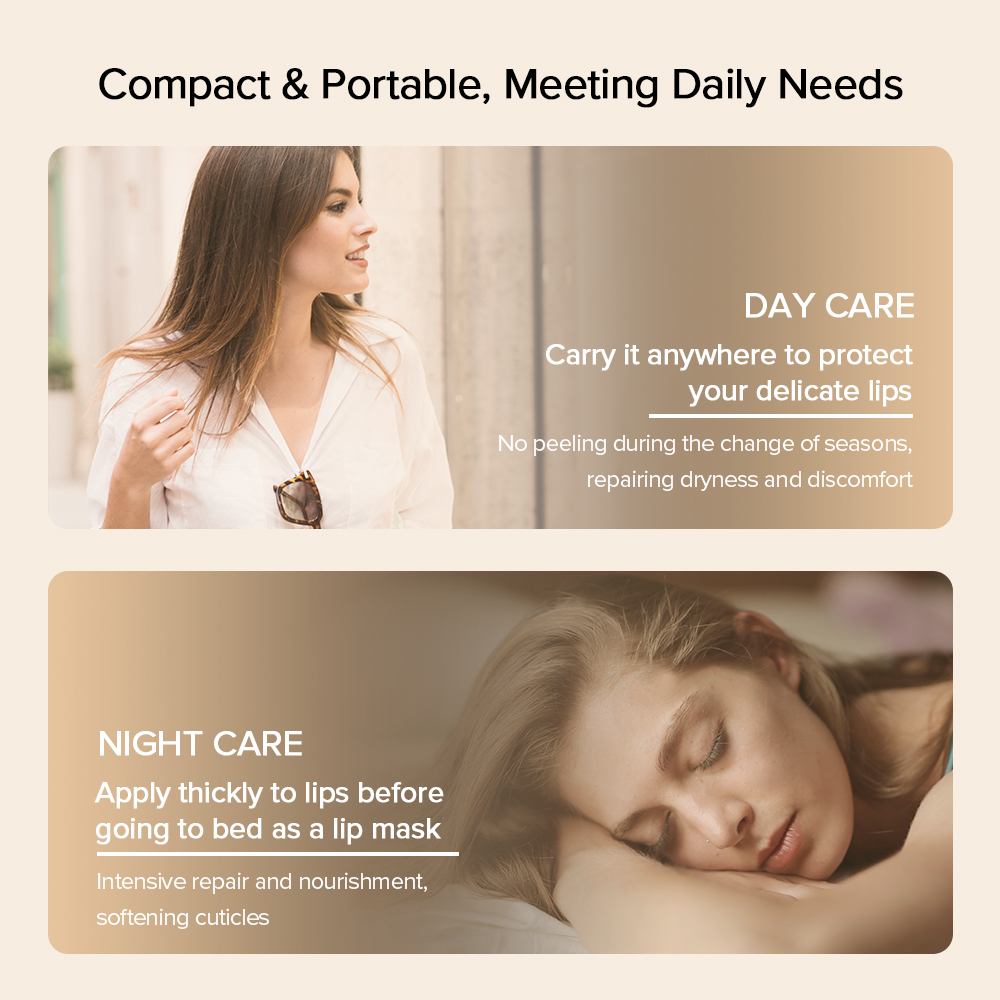 Compact & Portable, Meeting Daily Needs
DAY CARE
Carry it anywhere to protect
your delicate lips
No peeling during the change of seasons,
repairing dryness and discomfort
NIGHT CARE
Apply thickly to lips before
going to bed as a lip mask
Intensive repair and nourishment,
softening cuticles